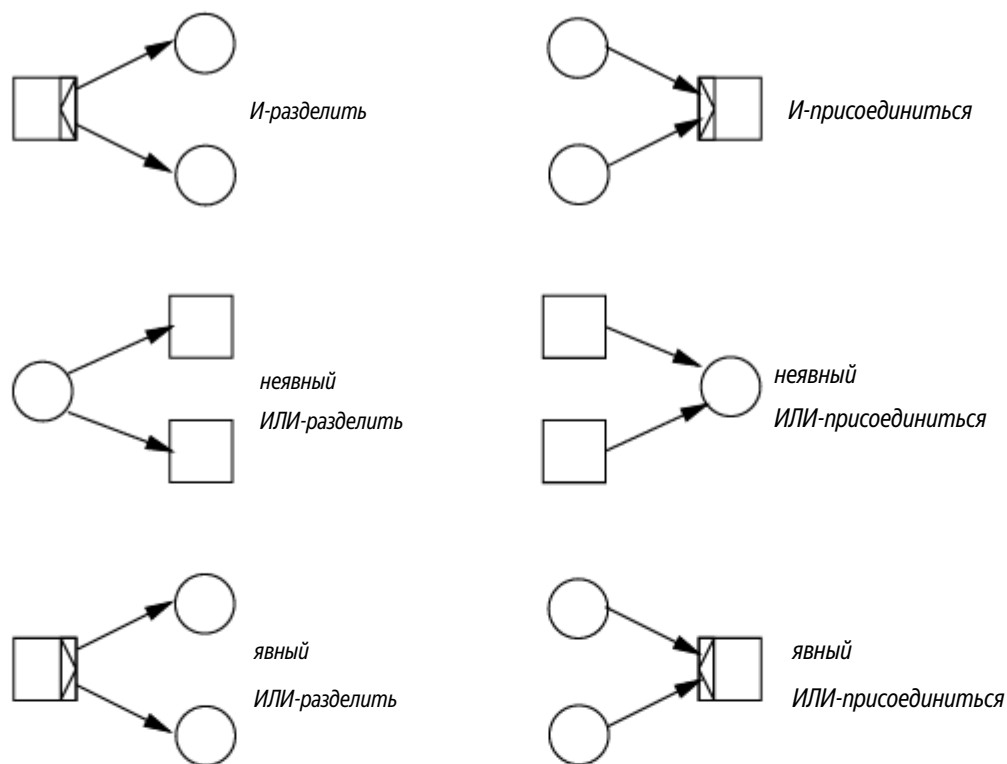 И-разделить
И-присоединиться
неявный
ИЛИ-разделить
неявный
ИЛИ-присоединиться
явный
ИЛИ-разделить
явный
ИЛИ-присоединиться